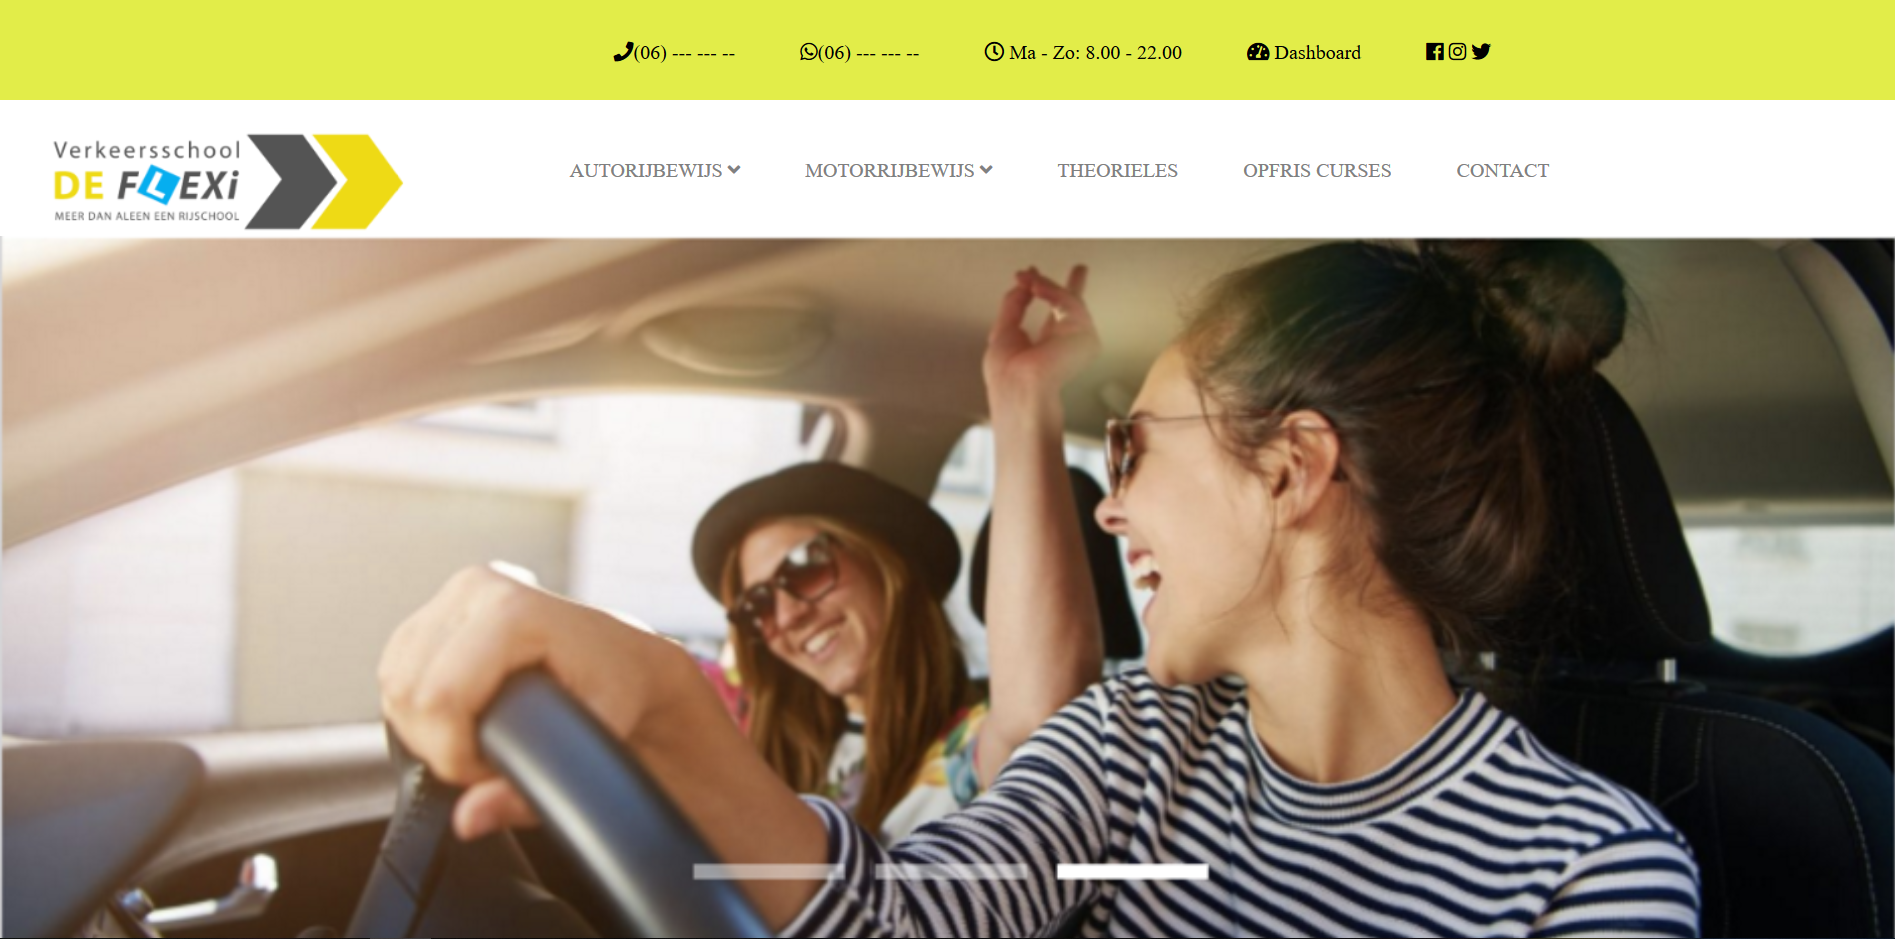 (06) --- --- -- (06) --- --- -- Ma - Zo: 8.00 - 22.00 Dashboard
Verkeersschool
DE FLEXi
MEER DAN ALEEN EEN RIJSCHOOL
AUTORIJBEWIJS MOTORRIJBEWIJS THEORIELES OPFRIS CURSES CONTACT